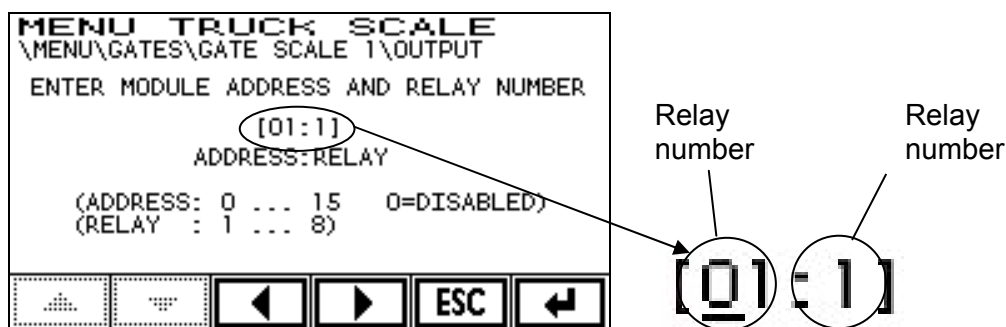 MENU TRUCK SCALE
\MENU\GATES\GATE SCALE 1\OUTPUT
ENTER MODULE ADDRESS AND RELAY NUMBER
[01:1]
ADDRESS:RELAY
(ADDRESS: 0 ... 15 0=DISABLED)
(RELAY : 1 ... 8)
ESC
Relay
number
Relay
number
[01:1]